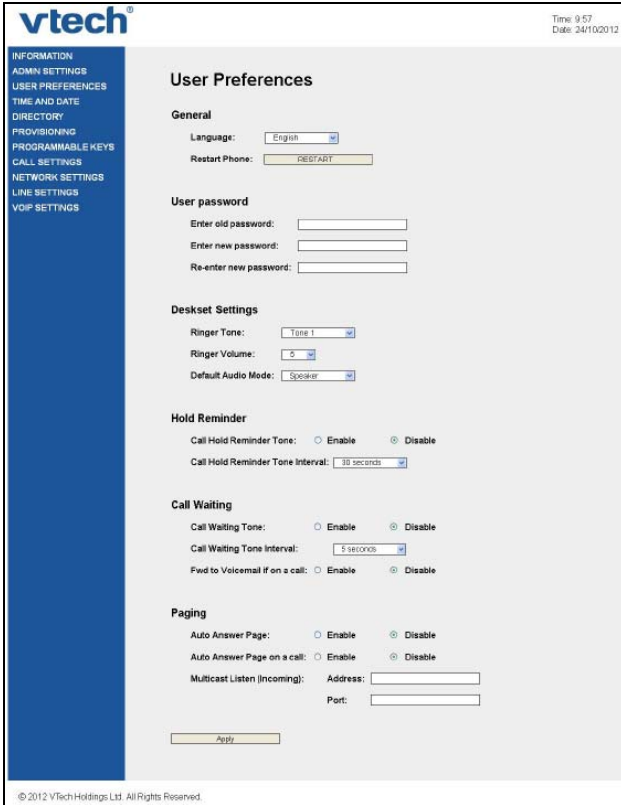 vtech®
Time: 9:57
Date: 24/10/2012
INFORMATION
ADMIN SETTINGS
USER PREFERENCES
TIME AND DATE
DIRECTORY
PROVISIONING
PROGRAMMABLE KEYS
CALL SETTINGS
NETWORK SETTINGS
LINE SETTINGS
VOIP SETTINGS
User Preferences
General
Language: English
Restart Phone: RESTART
User password
Enter old password:
Enter new password:
Re-enter new password:
Deskset Settings
Ringer Tone: Tone 1
Ringer Volume: 5
Default Audio Mode: Speaker
Hold Reminder
Call Hold Reminder Tone: Enable Disable
Call Hold Reminder Tone Interval: 30 seconds
Call Waiting
Call Waiting Tone: Enable Disable
Call Waiting Tone Interval: 5 seconds
Fwd to Voicemail if on a call: Enable Disable
Paging
Auto Answer Page: Enable Disable
Auto Answer Page on a call: Enable Disable
Multicast Listen (Incoming): Address:
Port:
Apply
© 2012 VTech Holdings Ltd. All Rights Reserved.